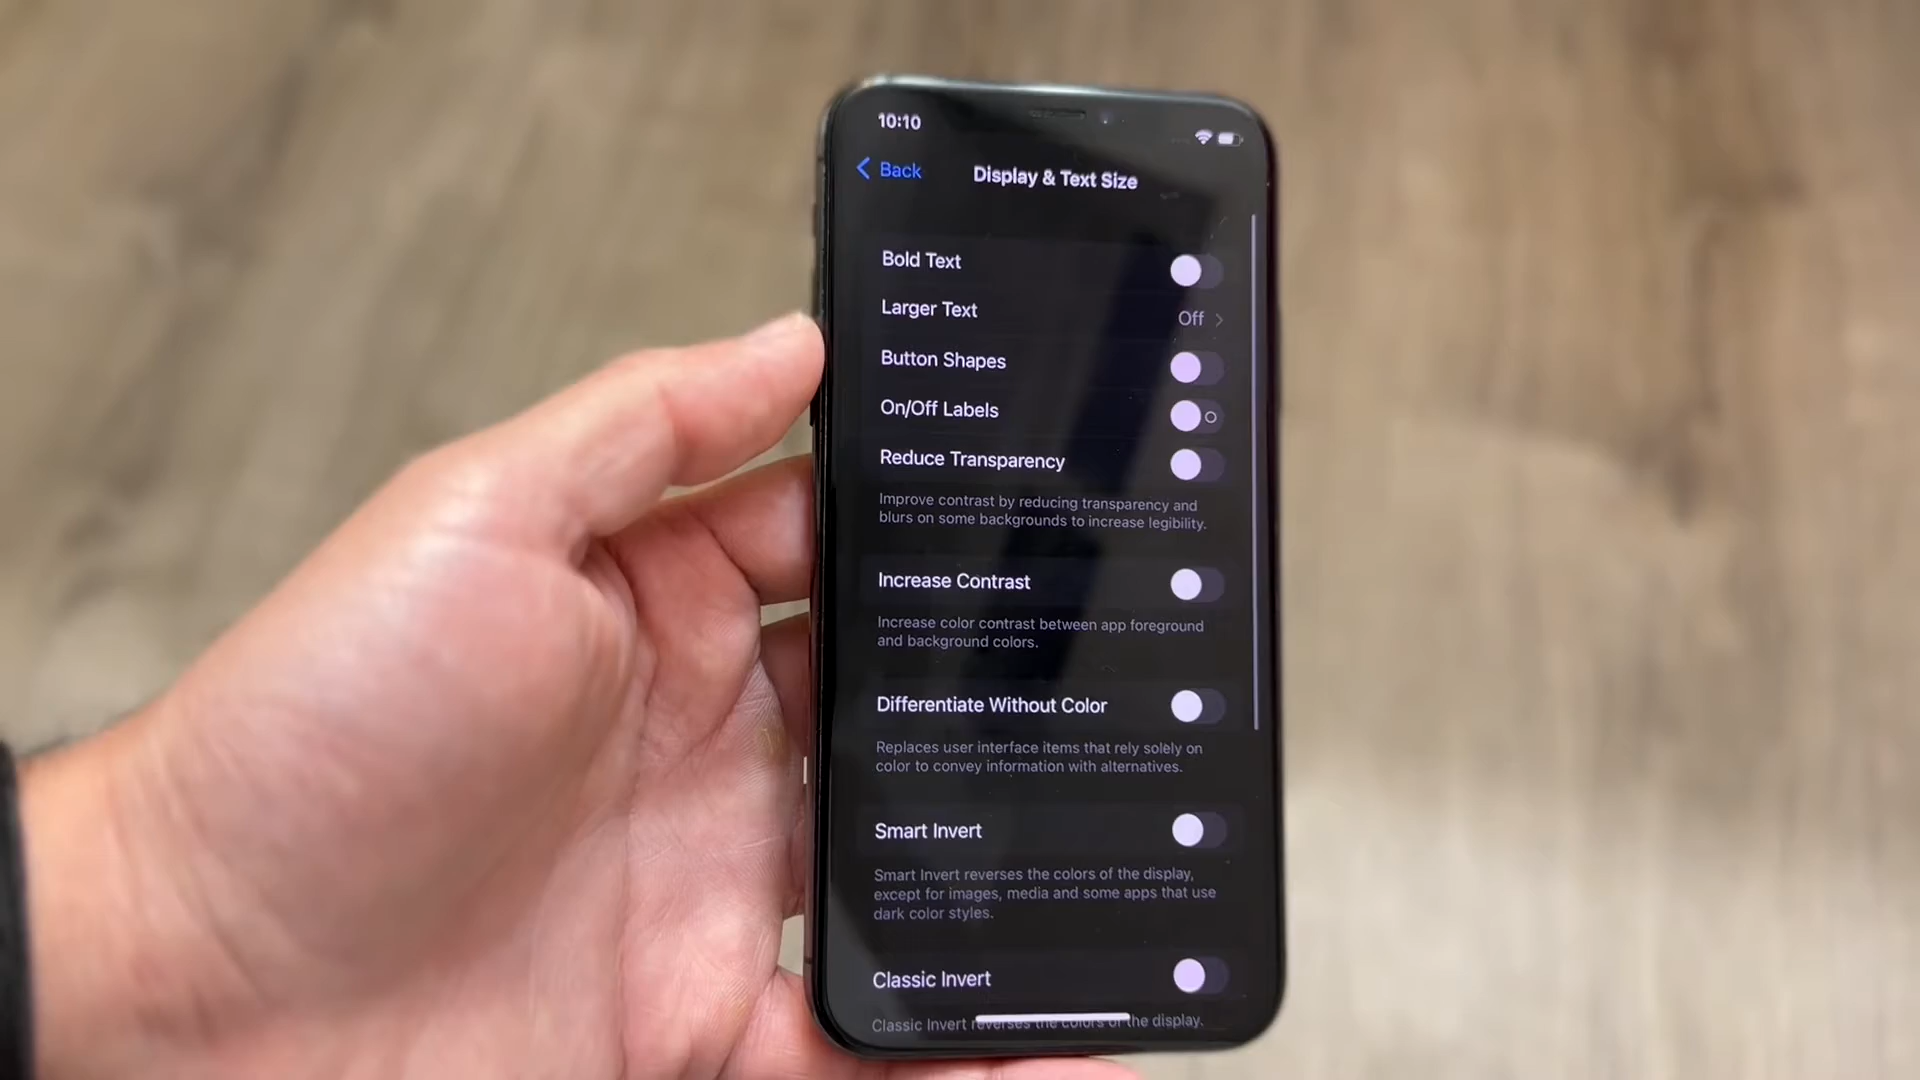 10:10
Back
Display & Text Size
Bold Text
Larger Text
Off
Button Shapes
On/Off Labels
Reduce Transparency
Improve contrast by reducing transparency and
blurs on some backgrounds to increase legibility.
Increase Contrast
Increase color contrast between app foreground
and background colors.
Differentiate Without Color
Replaces user interface items that rely solely on
color to convey information with alternatives.
Smart Invert
Smart Invert reverses the colors of the display,
except for images, media and some apps that use
dark color styles.
Classic Invert
Classic Invert reverses the colors of the display.